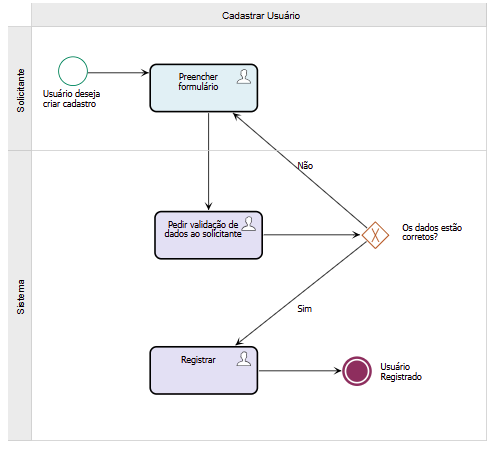 Cadastrar Usuário
Solicitante
Preencher
formulário
Usuário deseja
criar cadastro
Não
Sistema
Pedir validação de
dados ao solicitante
Os dados estão
corretos?
Sim
Registrar
Usuário
Registrado